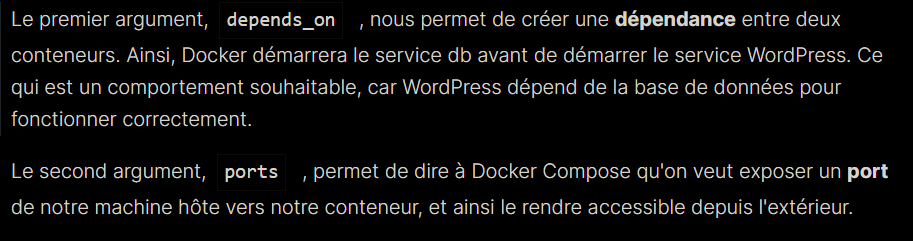 Le premier argument, depends_on , nous permet de créer une dépendance entre deux
conteneurs. Ainsi, Docker démarrera le service db avant de démarrer le service WordPress. Ce
qui est un comportement souhaitable, car WordPress dépend de la base de données pour
fonctionner correctement.
Le second argument, ports , permet de dire à Docker Compose qu'on veut exposer un port
de notre machine hôte vers notre conteneur, et ainsi le rendre accessible depuis l'extérieur.